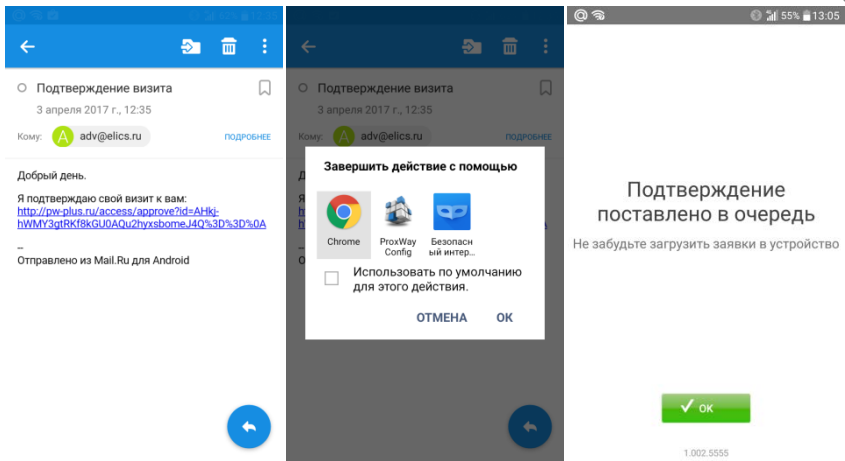 Подтверждение визита
3 апреля 2017 г., 12:35
Кому: A adv@elics.ru ПОДРОБНЕЕ
Добрый день.
Я подтверждаю свой визит к вам:
http://pw-plus.ru/access/approve?id=AHkj-
hWMY3gtRKf8kGU0AQu2hyxsbomeJ4Q%3D%3D%0A
--
Отправлено из Mail.Ru для Android
Подтверждение визита
3 апреля 2017 г., 12:35
Кому: A adv@elics.ru ПОДРОБНЕЕ
Завершить действие с помощью
Chrome
ProxWay
Config
Безопасн
ый интер...
Использовать по умолчанию
для этого действия.
ОТМЕНА ОК
55% 13:05
Подтверждение
поставлено в очередь
Не забудьте загрузить заявки в устройство
ОК
1.002.5555